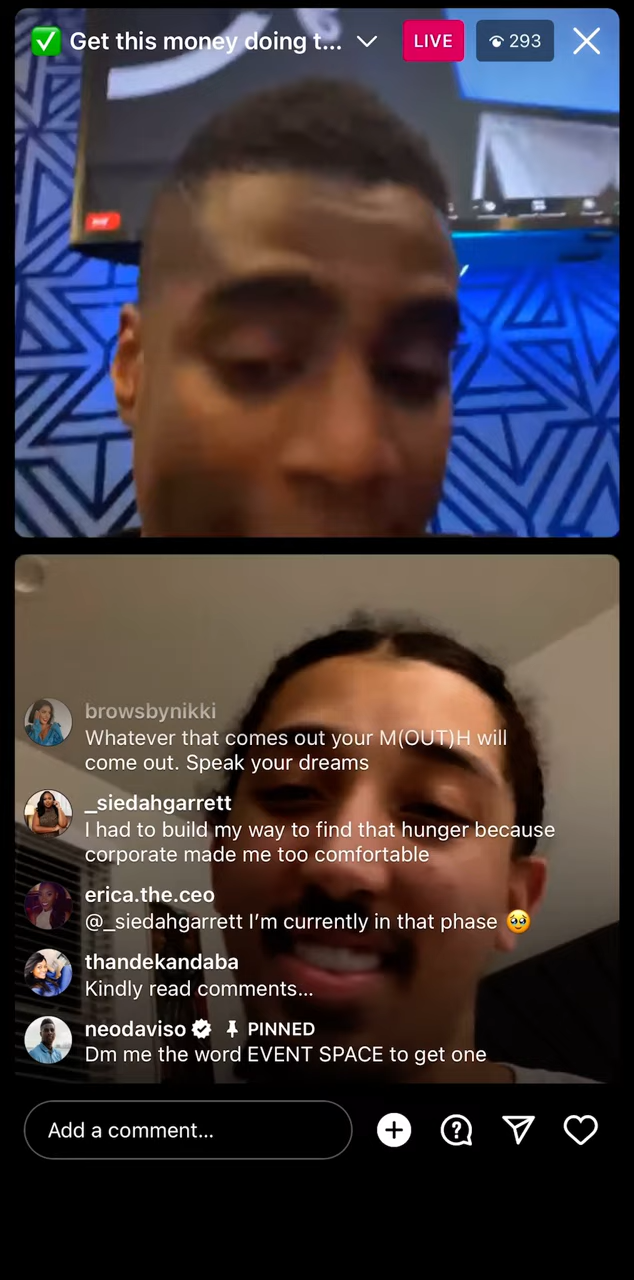 ✅ Get this money doing t...
LIVE
293
browsbynikki
Whatever that comes out your M(OUT)H will
come out. Speak your dreams
_siedahgarrett
I had to build my way to find that hunger because
corporate made me too comfortable
erica.the.ceo
@_siedahgarrett I’m currently in that phase 🥹
thandekandaba
Kindly read comments...
neodaviso PINNED
Dm me the word EVENT SPACE to get one
Add a comment...